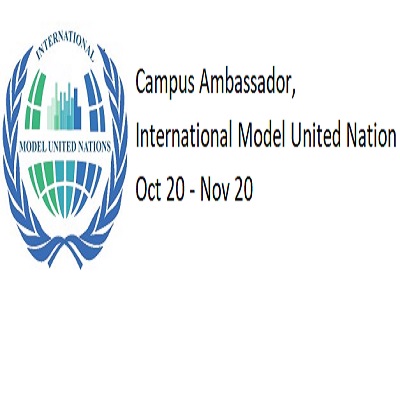 INTERNATIONAL
MODEL UNITED NATIONS
Campus Ambassador,
International Model United Nation
Oct 20 - Nov 20